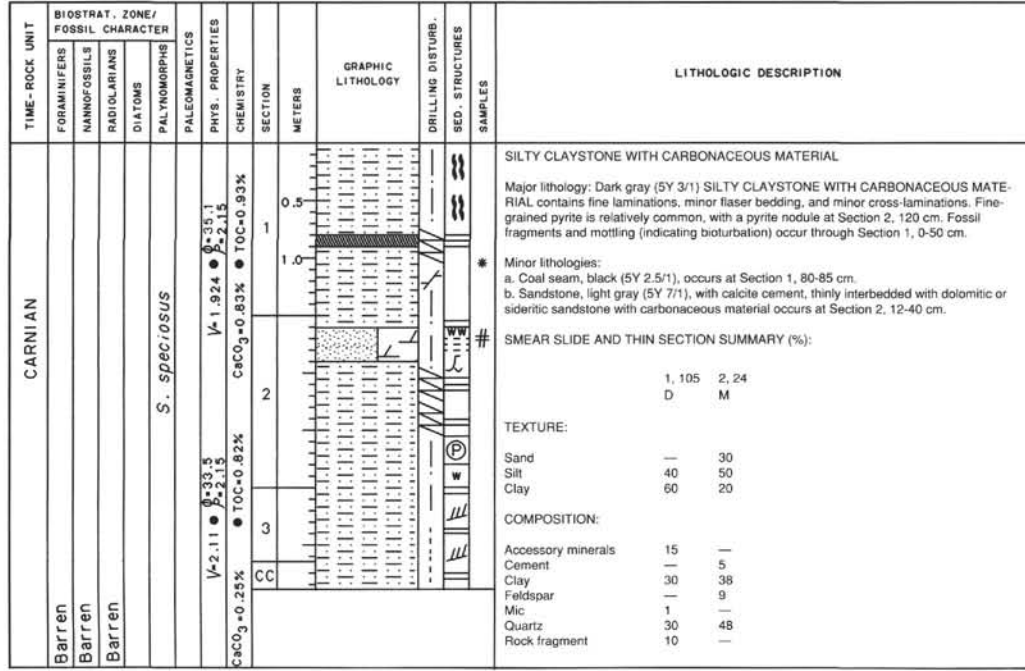 TIME-ROCK UNIT
BIOSTRAT. ZONE/
FOSSIL CHARACTER
FORAMINIFERS
NANNOFOSSILS
RADIOLARIANS
DIATOMS
PALYNOMORPHS
PALEOMAGNETICS
PHYS. PROPERTIES
CHEMISTRY
SECTION
METERS
GRAPHIC
LITHOLOGY
DRILLING DISTURB.
SED. STRUCTURES
SAMPLES
LITHOLOGIC DESCRIPTION
CARNIAN
Barren
Barren
Barren
S. speciosus
V=1.924 ● Φ=35.1
ρ=2.15
V=2.11 ● Φ=33.5
ρ=2.15
CaCO3=0.83% ● TOC=0.93%
CaCO3=0.25% ● TOC=0.82%
1
2
3
CC
0.5
1.0
WW
P
W
*
#
SILTY CLAYSTONE WITH CARBONACEOUS MATERIAL
Major lithology: Dark gray (5Y 3/1) SILTY CLAYSTONE WITH CARBONACEOUS MATE-
RIAL contains fine laminations, minor flaser bedding, and minor cross-laminations. Fine-
grained pyrite is relatively common, with a pyrite nodule at Section 2, 120 cm. Fossil
fragments and mottling (indicating bioturbation) occur through Section 1, 0-50 cm.
Minor lithologies:
a. Coal seam, black (5Y 2.5/1), occurs at Section 1, 80-85 cm.
b. Sandstone, light gray (5Y 7/1), with calcite cement, thinly interbedded with dolomitic or
sideritic sandstone with carbonaceous material occurs at Section 2, 12-40 cm.
SMEAR SLIDE AND THIN SECTION SUMMARY (%):
1, 105 2, 24
D M
TEXTURE:
Sand — 30
Silt 40 50
Clay 60 20
COMPOSITION:
Accessory minerals 15 —
Cement — 5
Clay 30 38
Feldspar — 9
Mic 1 —
Quartz 30 48
Rock fragment 10 —